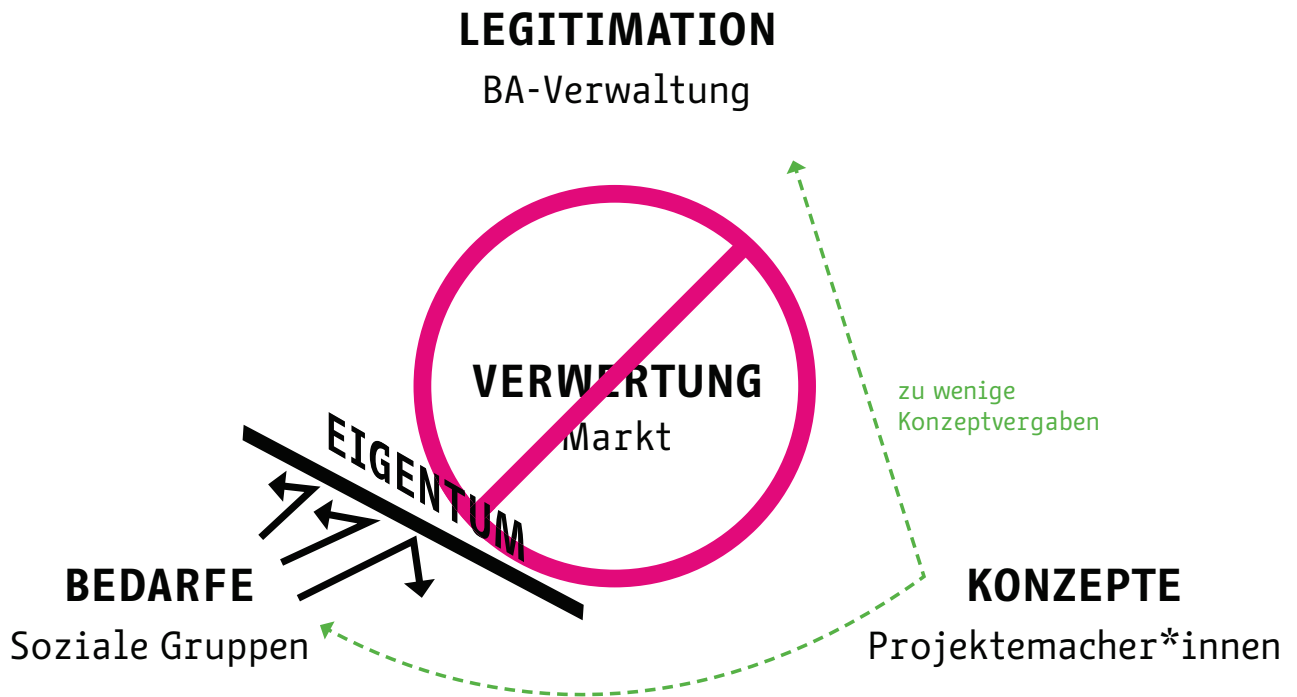 LEGITIMATION
BA-Verwaltung
VERWERTUNG
Markt
zu wenige
Konzeptvergaben
EIGENTUM
BEDARFE
Soziale Gruppen
KONZEPTE
Projektemacher*innen